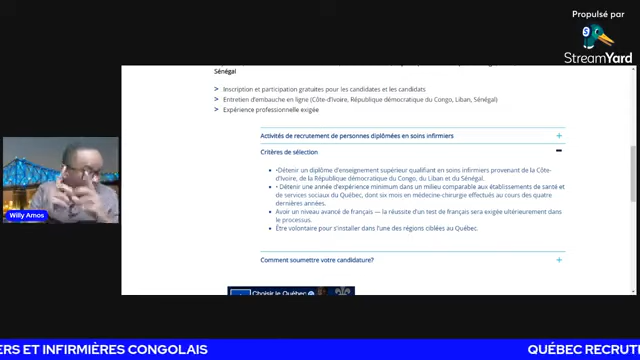 Propulsé par
StreamYard
Sénégal
> Inscription et participation gratuites pour les candidates et les candidats
> Entretien d'embauche en ligne (Côte-d'Ivoire, République démocratique du Congo, Liban, Sénégal)
> Expérience professionnelle exigée
Activités de recrutement de personnes diplômées en soins infirmiers +
Critères de sélection −
• •Détenir un diplôme d'enseignement supérieur qualifiant en soins infirmiers provenant de la Côte-
d'Ivoire, de la République démocratique du Congo, du Liban et du Sénégal.
• • Détenir une année d'expérience minimum dans un milieu comparable aux établissements de santé et
de services sociaux du Québec, dont six mois en médecine-chirurgie effectués au cours des quatre
dernières années.
• Avoir un niveau avancé de français — la réussite d'un test de français sera exigée ultérieurement dans
le processus.
• Être volontaire pour s'installer dans l'une des régions ciblées au Québec.
Comment soumettre votre candidature? +
Choisir le Québec
Willy Amos
ERS ET INFIRMIÈRES CONGOLAIS
QUÉBEC RECRUTE